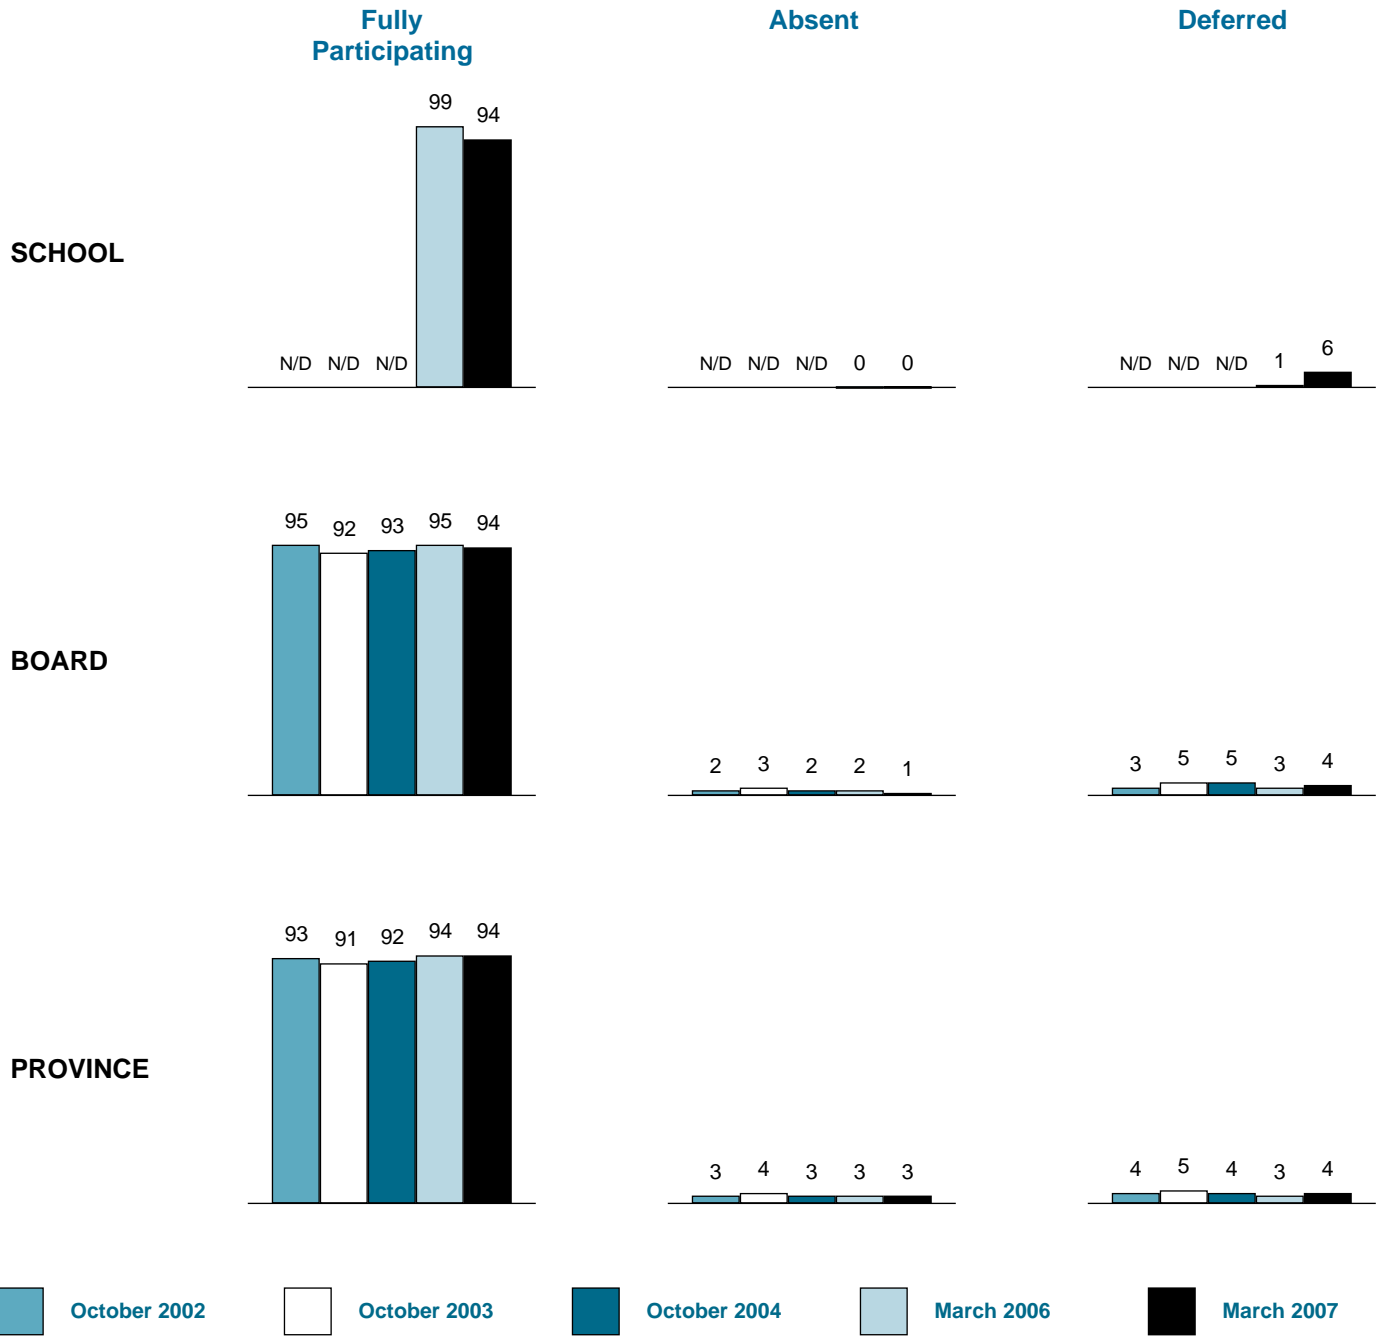 Fully
Participating
Absent
Deferred
SCHOOL
99
94
N/D N/D N/D
N/D N/D N/D 0 0
N/D N/D N/D 1 6
BOARD
95 92 93 95 94
2 3 2 2 1
3 5 5 3 4
PROVINCE
93 91 92 94 94
3 4 3 3 3
4 5 4 3 4
October 2002
October 2003
October 2004
March 2006
March 2007